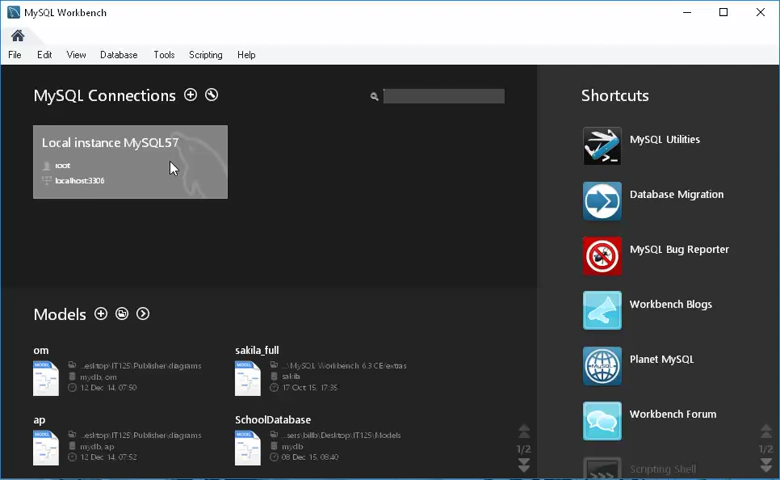 MySQL Workbench
File Edit View Database Tools Scripting Help
MySQL Connections
Local instance MySQL57
root
localhost:3306
Shortcuts
MySQL Utilities
Database Migration
MySQL Bug Reporter
Workbench Blogs
Planet MySQL
Workbench Forum
Scripting Shell
1/2
Models
om
..esktop\IT125\Publisher\diagrams
mydb, om
12 Dec 14, 07:50
sakila_full
...\MySQL Workbench 6.3 CE/extras
sakila
17 Oct 15, 17:35
ap
..esktop\IT125\Publisher\diagrams
mydb, ap
12 Dec 14, 07:52
SchoolDatabase
..sers\billb\Desktop\IT125\Models
mydb
08 Dec 15, 08:40
1/2